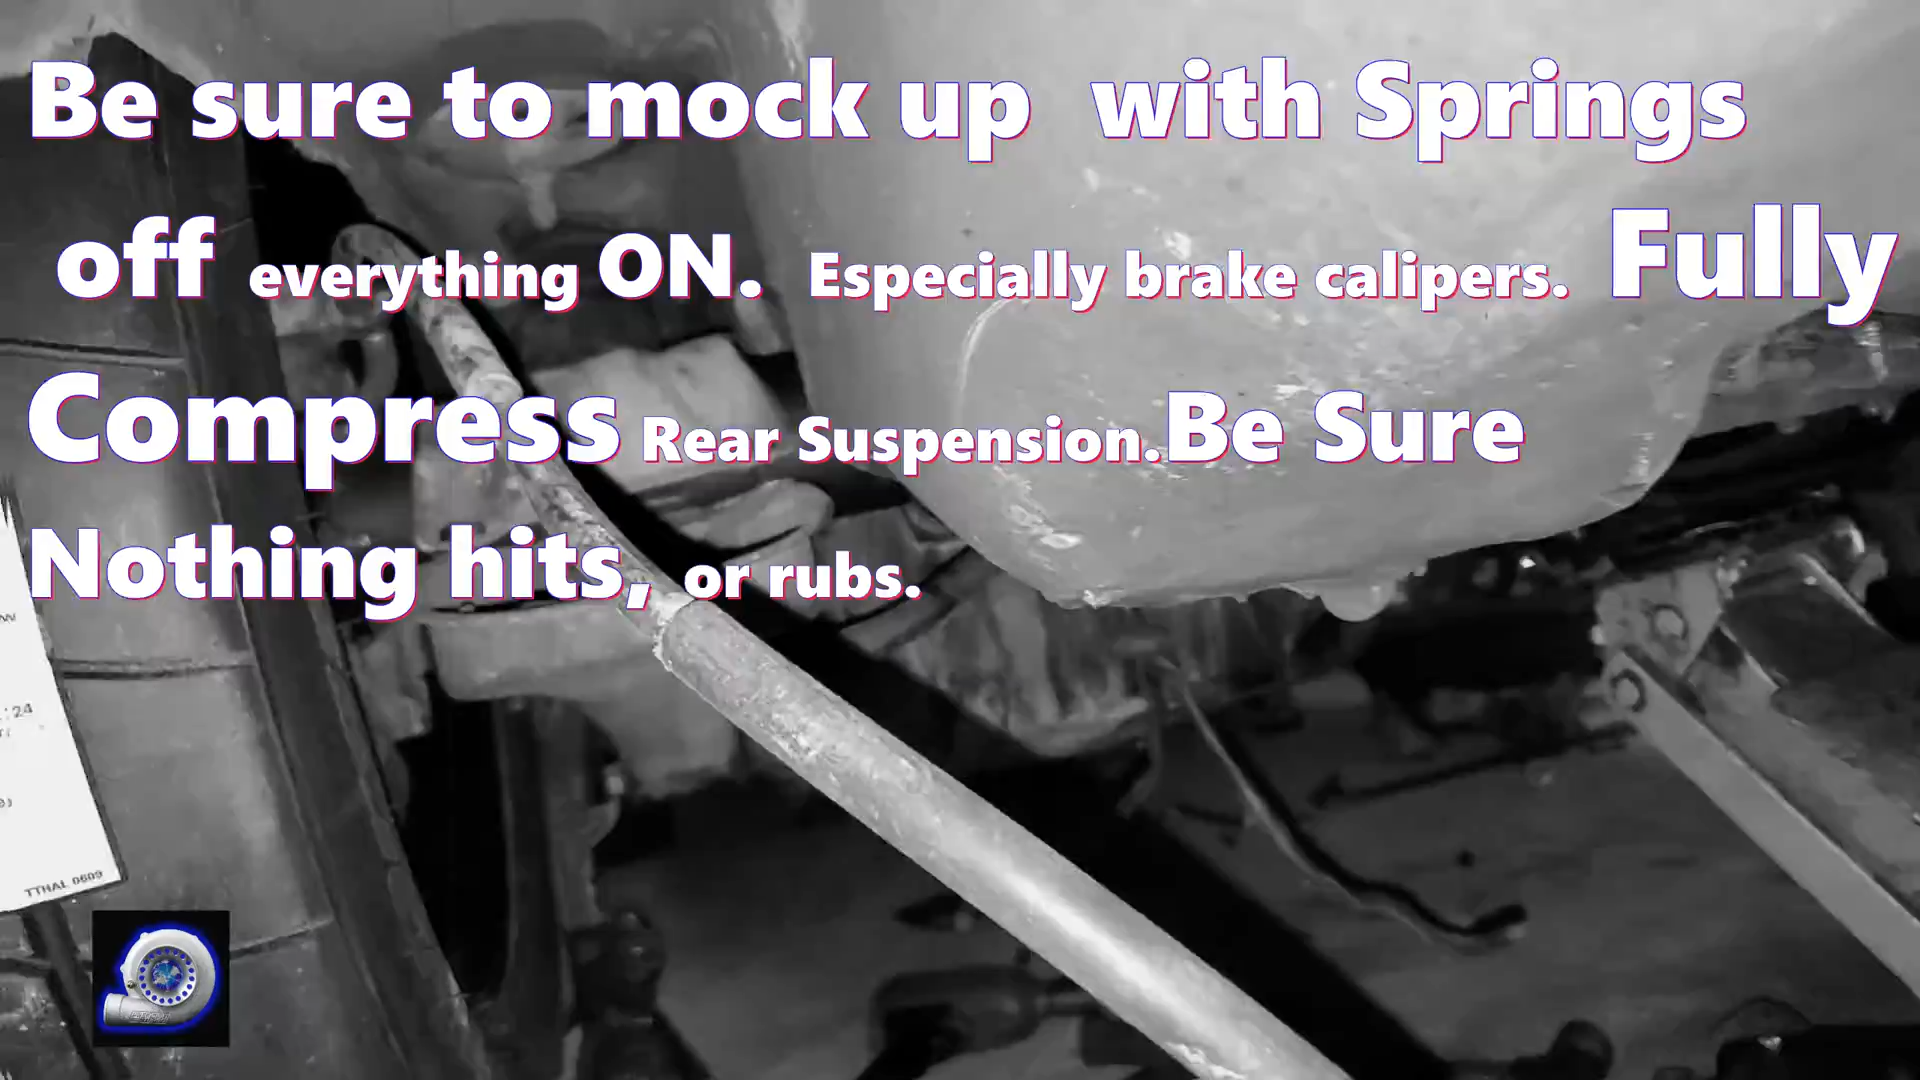 Be sure to mock up with Springs
off everything ON. Especially brake calipers. Fully
Compress Rear Suspension.Be Sure
Nothing hits, or rubs.
:24
TTHAL 0609